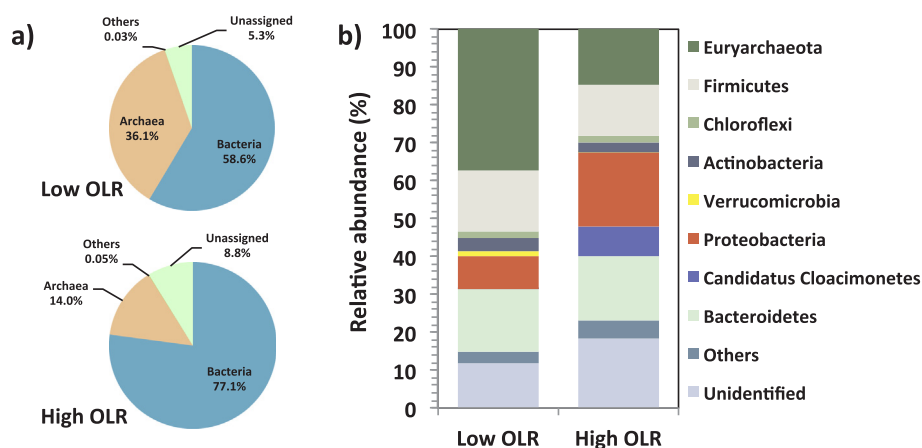 a)
Others
0.03%
Unassigned
5.3%
Archaea
36.1%
Bacteria
58.6%
Low OLR
Others
0.05%
Unassigned
8.8%
Archaea
14.0%
Bacteria
77.1%
High OLR
b)
Relative abundance (%)
100
90
80
70
60
50
40
30
20
10
0
Low OLR
High OLR
Euryarchaeota
Firmicutes
Chloroflexi
Actinobacteria
Verrucomicrobia
Proteobacteria
Candidatus Cloacimonetes
Bacteroidetes
Others
Unidentified